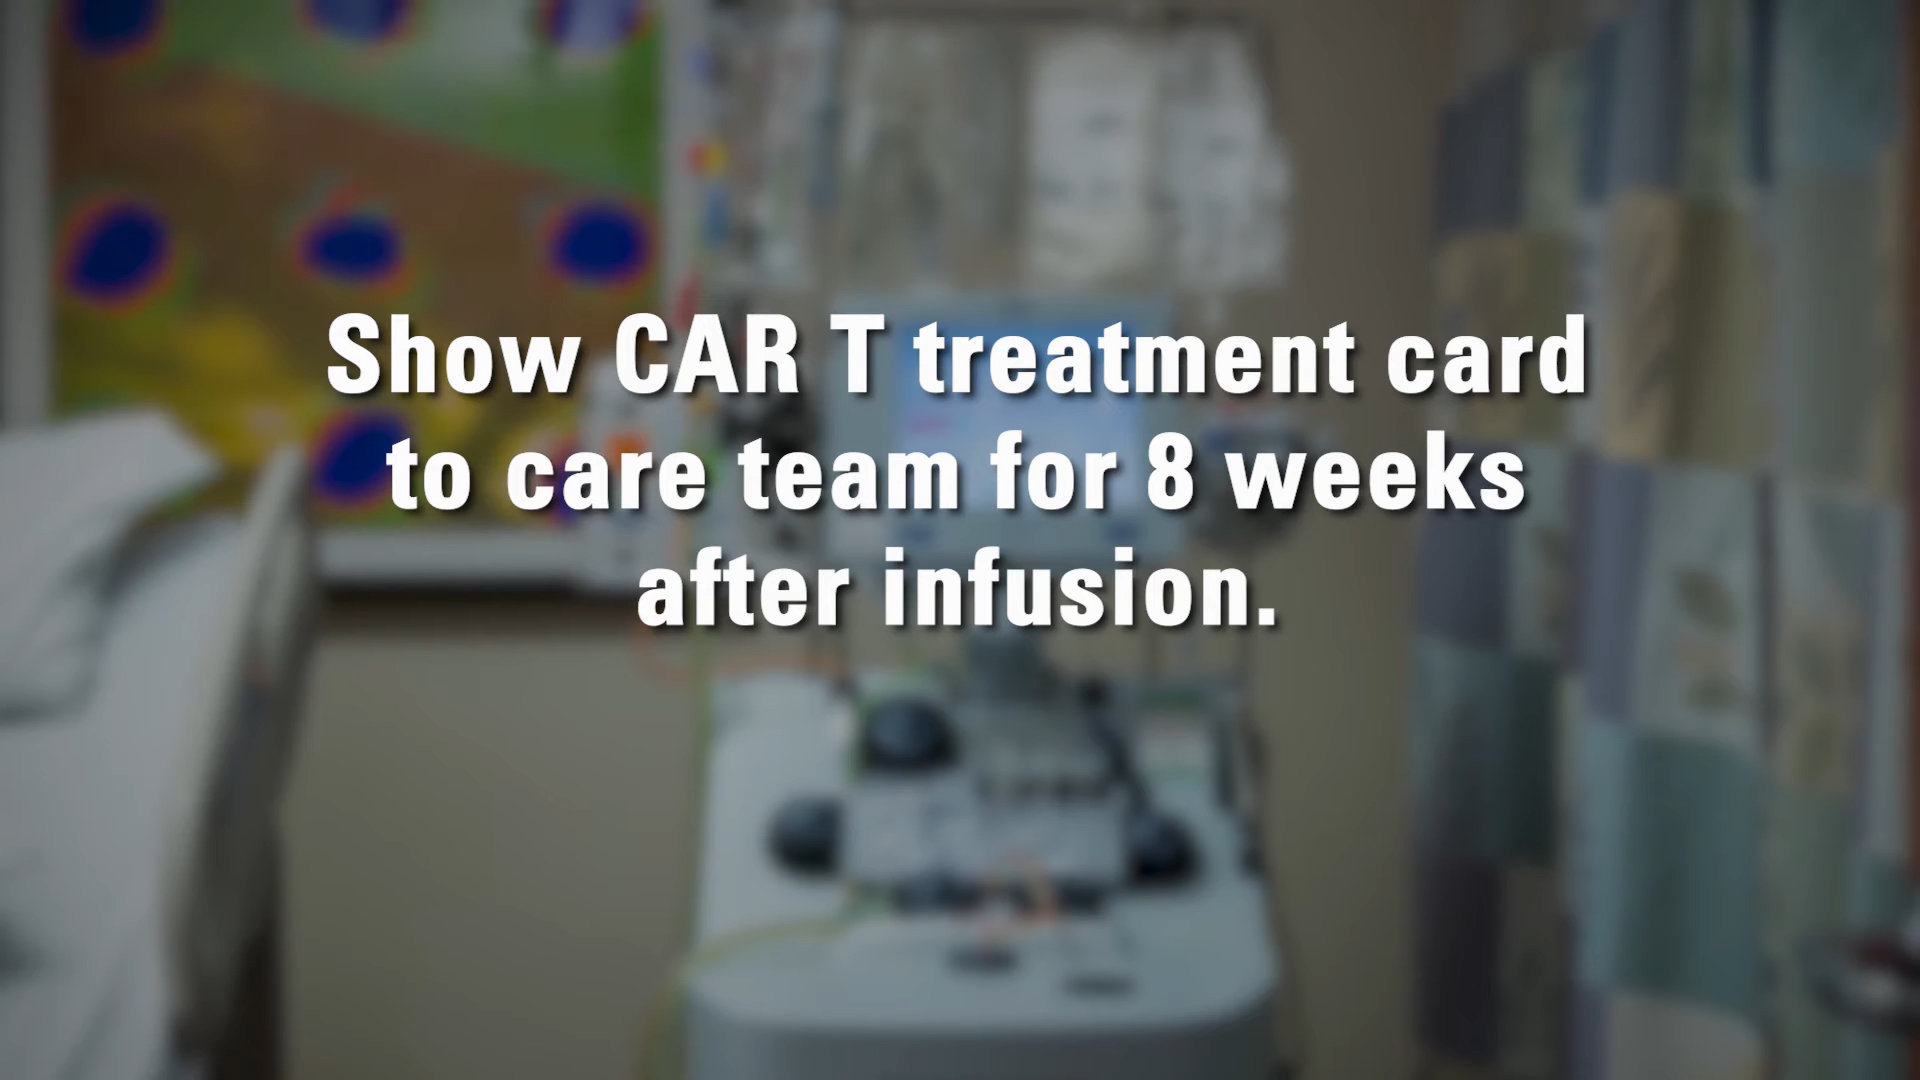 Show CAR T treatment card
to care team for 8 weeks
after infusion.